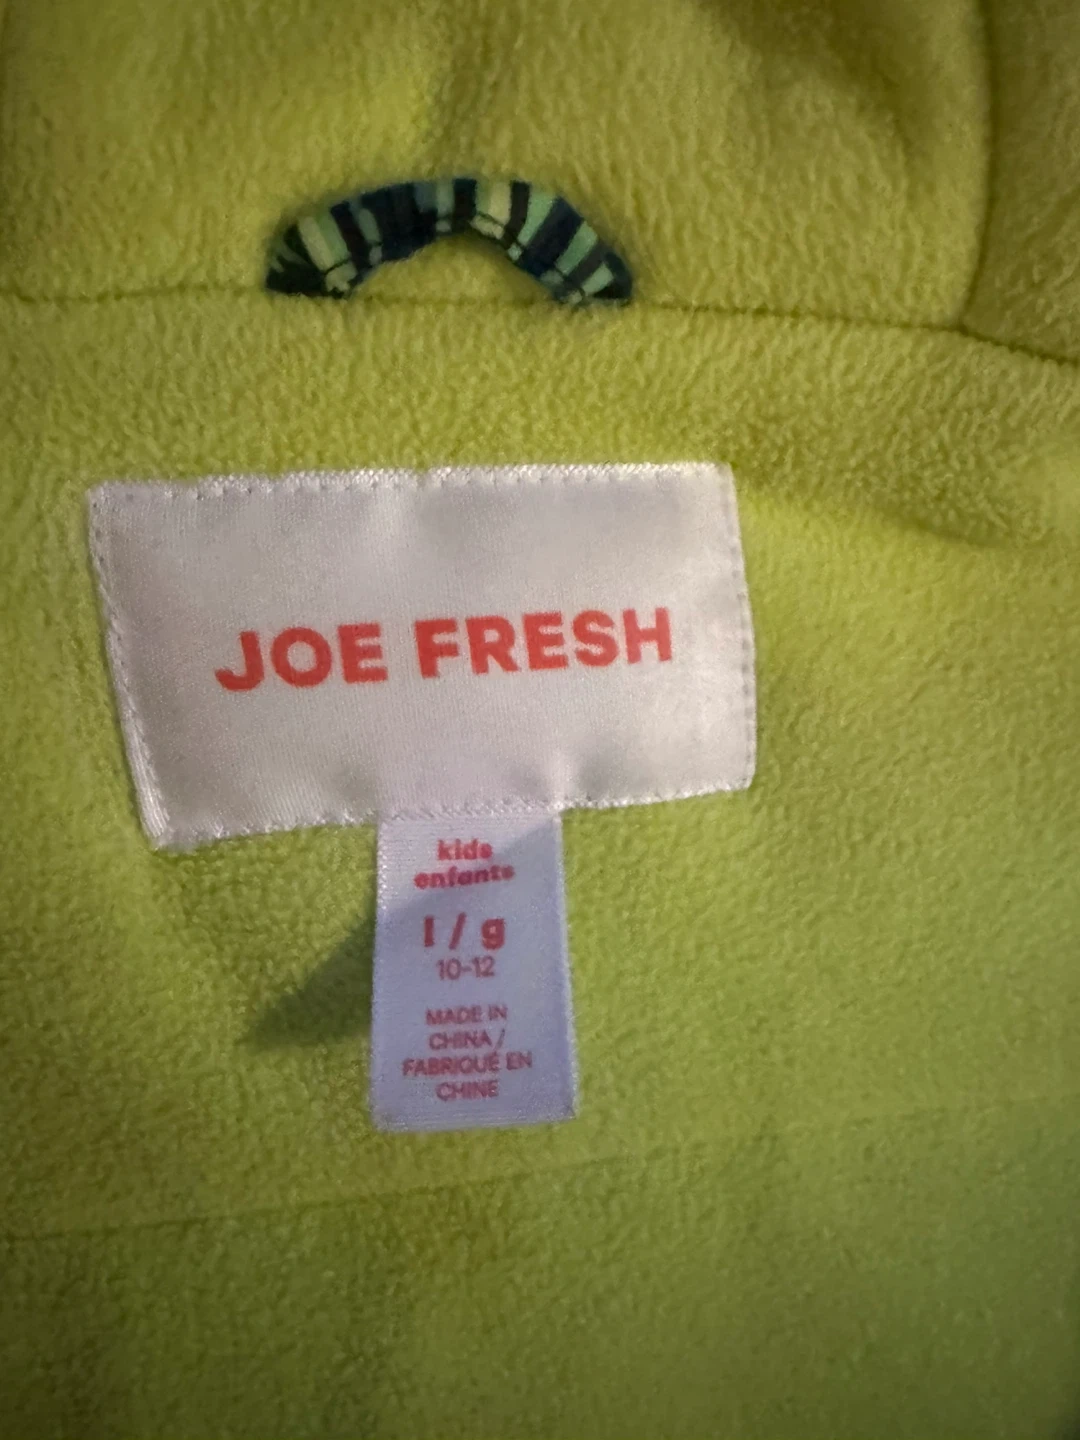 JOE FRESH
kids
enfants
l / g
10-12
MADE IN
CHINA /
FABRIQUÉ EN
CHINE